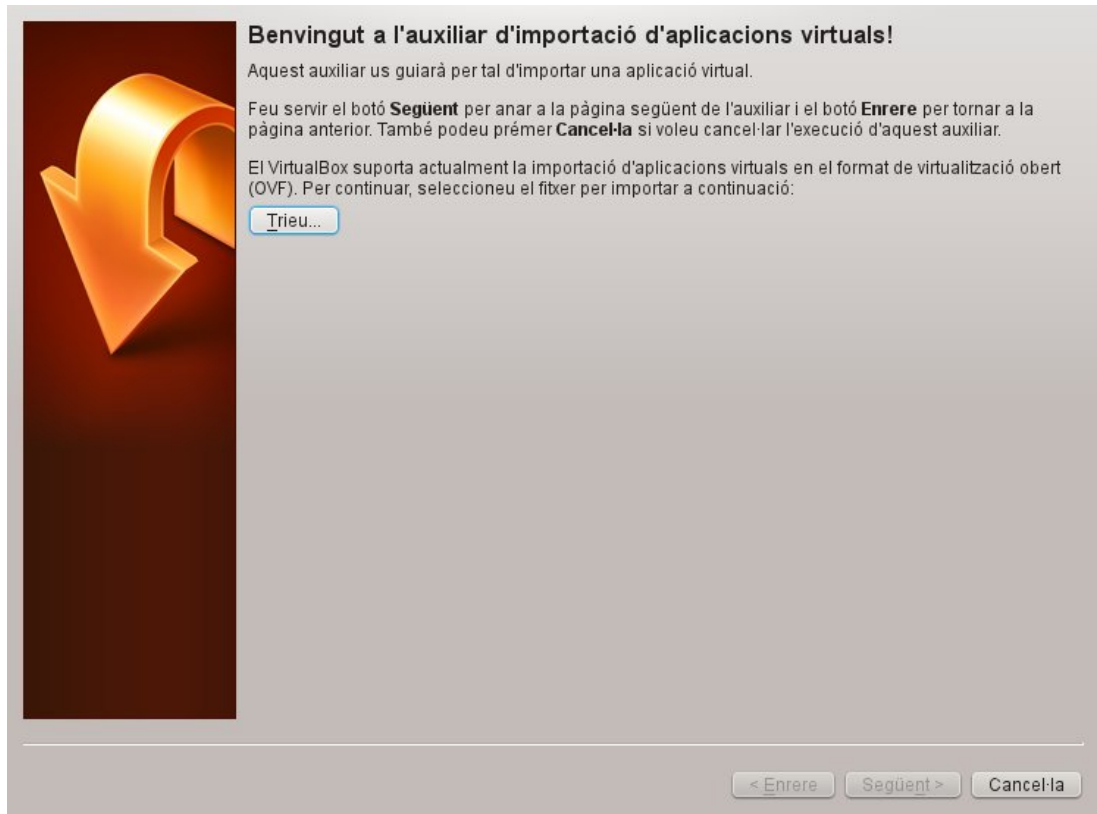 Benvingut a l'auxiliar d'importació d'aplicacions virtuals!
Aquest auxiliar us guiarà per tal d'importar una aplicació virtual.
Feu servir el botó Següent per anar a la pàgina següent de l'auxiliar i el botó Enrere per tornar a la
pàgina anterior. També podeu prémer Cancel·la si voleu cancel·lar l'execució d'aquest auxiliar.
El VirtualBox suporta actualment la importació d'aplicacions virtuals en el format de virtualització obert
(OVF). Per continuar, seleccioneu el fitxer per importar a continuació:
Trieu...
< Enrere Següent > Cancel·la